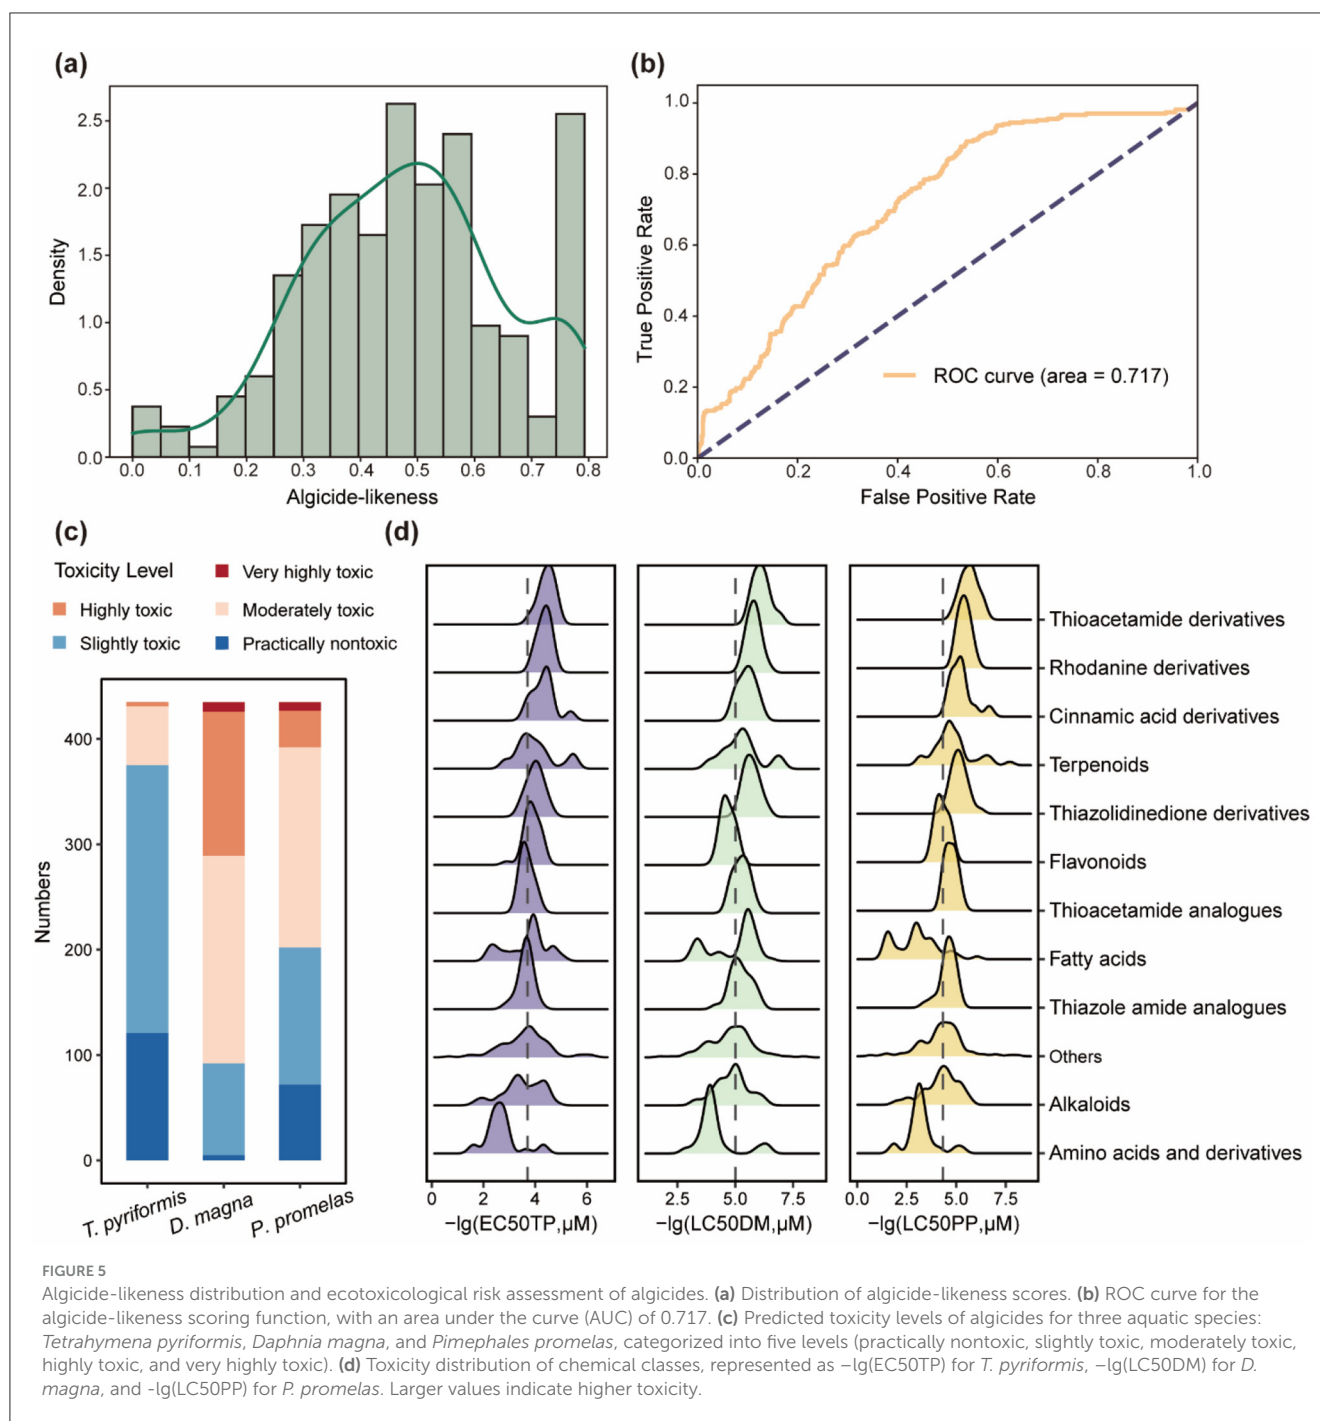 (a)
2.5
2.0
1.5
1.0
0.5
0.0
Density
0.0 0.1 0.2 0.3 0.4 0.5 0.6 0.7 0.8
Algicide-likeness
(b)
1.0
0.8
0.6
0.4
0.2
0.0
True Positive Rate
ROC curve (area = 0.717)
0.0 0.2 0.4 0.6 0.8 1.0
False Positive Rate
(c)
Toxicity Level
Very highly toxic
Highly toxic
Moderately toxic
Slightly toxic
Practically nontoxic
400
300
200
100
0
Numbers
T. pyriformis
D. magna
P. promelas
(d)
Thioacetamide derivatives
Rhodanine derivatives
Cinnamic acid derivatives
Terpenoids
Thiazolidinedione derivatives
Flavonoids
Thioacetamide analogues
Fatty acids
Thiazole amide analogues
Others
Alkaloids
Amino acids and derivatives
0 2 4 6
−lg(EC50TP,μM)
2.5 5.0 7.5
−lg(LC50DM,μM)
0.0 2.5 5.0 7.5
−lg(LC50PP,μM)
FIGURE 5
Algicide-likeness distribution and ecotoxicological risk assessment of algicides. (a) Distribution of algicide-likeness scores. (b) ROC curve for the
algicide-likeness scoring function, with an area under the curve (AUC) of 0.717. (c) Predicted toxicity levels of algicides for three aquatic species:
Tetrahymena pyriformis, Daphnia magna, and Pimephales promelas, categorized into five levels (practically nontoxic, slightly toxic, moderately toxic,
highly toxic, and very highly toxic). (d) Toxicity distribution of chemical classes, represented as −lg(EC50TP) for T. pyriformis, −lg(LC50DM) for D.
magna, and -lg(LC50PP) for P. promelas. Larger values indicate higher toxicity.